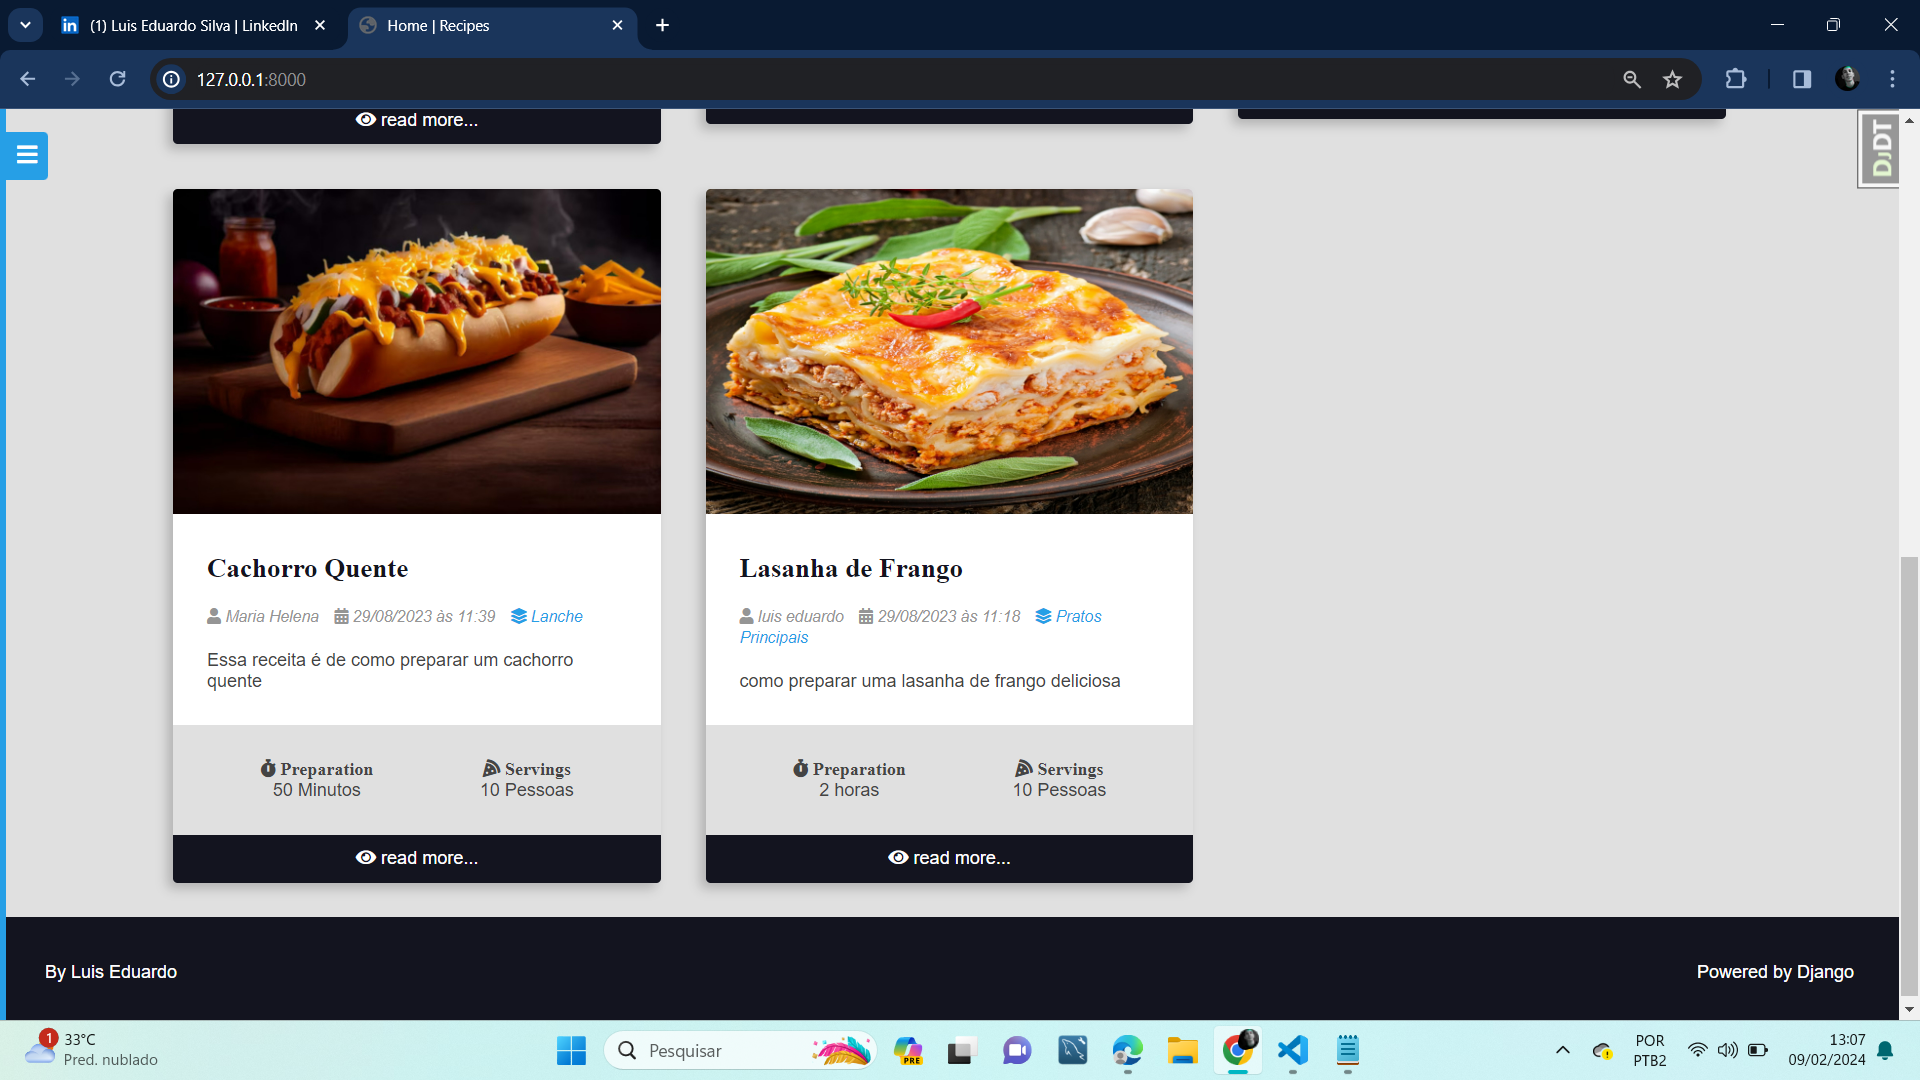 (1) Luis Eduardo Silva | LinkedIn
Home | Recipes
127.0.0.1:8000
read more...
DjDT
Cachorro Quente
Maria Helena 29/08/2023 às 11:39 Lanche
Essa receita é de como preparar um cachorro
quente
Preparation
50 Minutos
Servings
10 Pessoas
read more...
Lasanha de Frango
luis eduardo 29/08/2023 às 11:18 Pratos
Principais
como preparar uma lasanha de frango deliciosa
Preparation
2 horas
Servings
10 Pessoas
read more...
By Luis Eduardo
Powered by Django
1
33°C
Pred. nublado
Pesquisar
PRE
POR
PTB2
13:07
09/02/2024